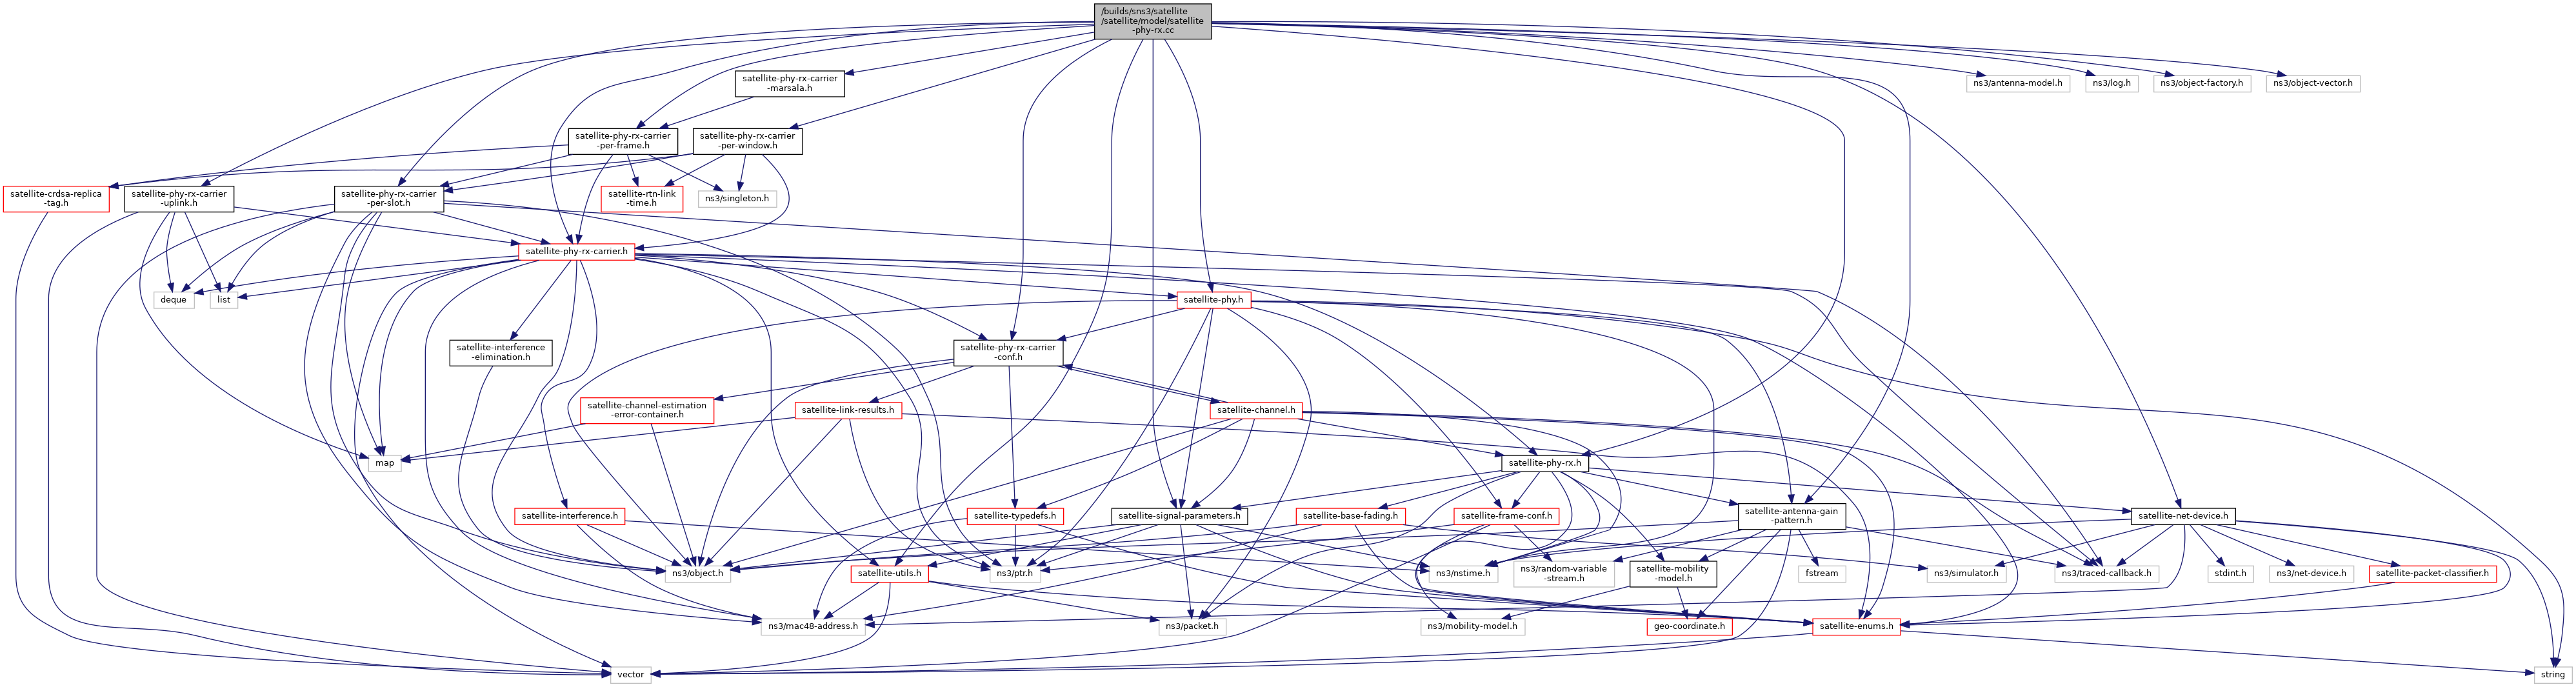 /builds/sns3/satellite
/satellite/model/satellite
-phy-rx.cc
satellite-phy-rx-carrier
-marsala.h
ns3/antenna-model.h
ns3/log.h
ns3/object-factory.h
ns3/object-vector.h
satellite-phy-rx-carrier
-per-frame.h
satellite-phy-rx-carrier
-per-window.h
satellite-crdsa-replica
-tag.h
satellite-phy-rx-carrier
-uplink.h
satellite-phy-rx-carrier
-per-slot.h
satellite-rtn-link
-time.h
ns3/singleton.h
satellite-phy-rx-carrier.h
deque
list
satellite-phy.h
satellite-interference
-elimination.h
satellite-phy-rx-carrier
-conf.h
satellite-channel-estimation
-error-container.h
satellite-link-results.h
satellite-channel.h
map
satellite-phy-rx.h
satellite-interference.h
satellite-typedefs.h
satellite-signal-parameters.h
satellite-base-fading.h
satellite-frame-conf.h
satellite-antenna-gain
-pattern.h
satellite-net-device.h
ns3/object.h
satellite-utils.h
ns3/ptr.h
ns3/nstime.h
ns3/random-variable
-stream.h
satellite-mobility
-model.h
fstream
ns3/simulator.h
ns3/traced-callback.h
stdint.h
ns3/net-device.h
satellite-packet-classifier.h
ns3/mac48-address.h
ns3/packet.h
ns3/mobility-model.h
geo-coordinate.h
satellite-enums.h
vector
string